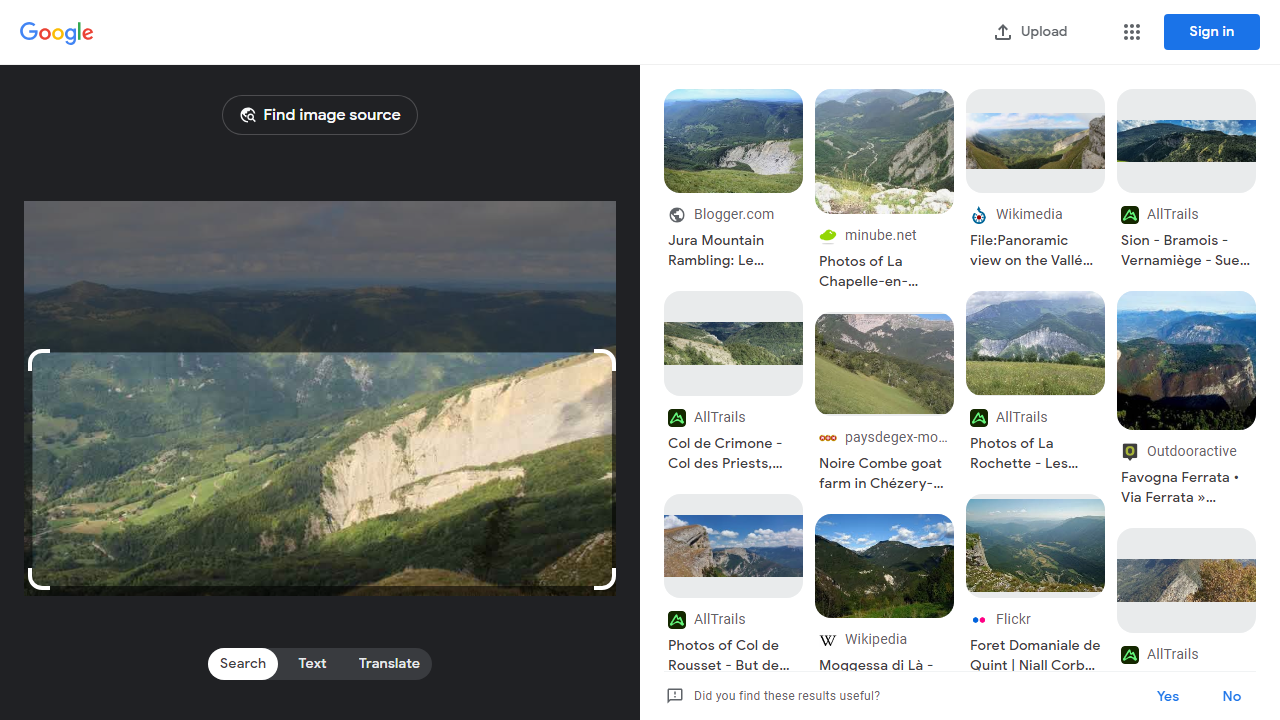 Google
Upload
Sign in
Find image source
Search
Text
Translate
Blogger.com
Jura Mountain
Rambling: Le...
minube.net
Photos of La
Chapelle-en-...
Wikimedia
File:Panoramic
view on the Vallé...
AllTrails
Sion - Bramois -
Vernamiège - Sue...
AllTrails
Col de Crimone -
Col des Priests,...
paysdegex-mo...
Noire Combe goat
farm in Chézery-...
AllTrails
Photos of La
Rochette - Les...
Outdooractive
Favogna Ferrata •
Via Ferrata »...
AllTrails
Photos of Col de
Rousset - But de...
Wikipedia
Moggessa di Là -
Flickr
Foret Domaniale de
Quint | Niall Corb...
AllTrails
Did you find these results useful?
Yes
No